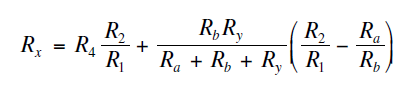 R_x = R_4 \frac{R_2}{R_1} + \frac{R_b R_y}{R_a + R_b + R_y} \left( \frac{R_2}{R_1} - \frac{R_a}{R_b} \right)